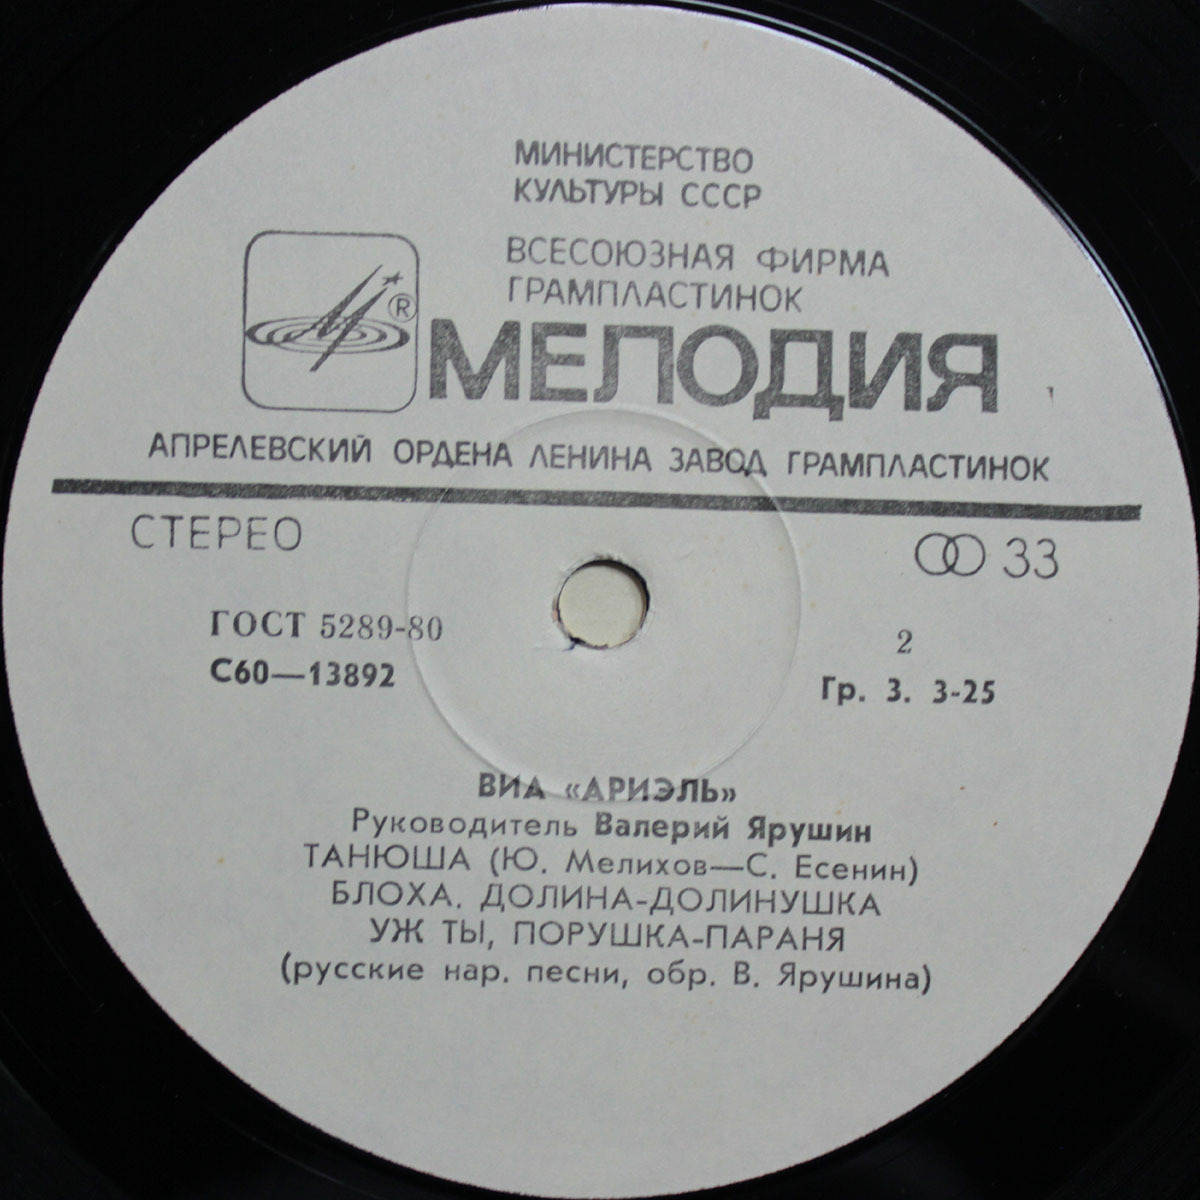 МИНИСТЕРСТВО
КУЛЬТУРЫ СССР
ВСЕСОЮЗНАЯ ФИРМА
ГРАМПЛАСТИНОК
®
МЕЛОДИЯ
АПРЕЛЕВСКИЙ ОРДЕНА ЛЕНИНА ЗАВОД ГРАМПЛАСТИНОК
СТЕРЕО
33
ГОСТ 5289-80
С60—13892
2
Гр. 3. 3-25
ВИА «АРИЭЛЬ»
Руководитель Валерий Ярушин
ТАНЮША (Ю. Мелихов—С. Есенин)
БЛОХА. ДОЛИНА-ДОЛИНУШКА
УЖ ТЫ, ПОРУШКА-ПАРАНЯ
(русские нар. песни, обр. В. Ярушина)